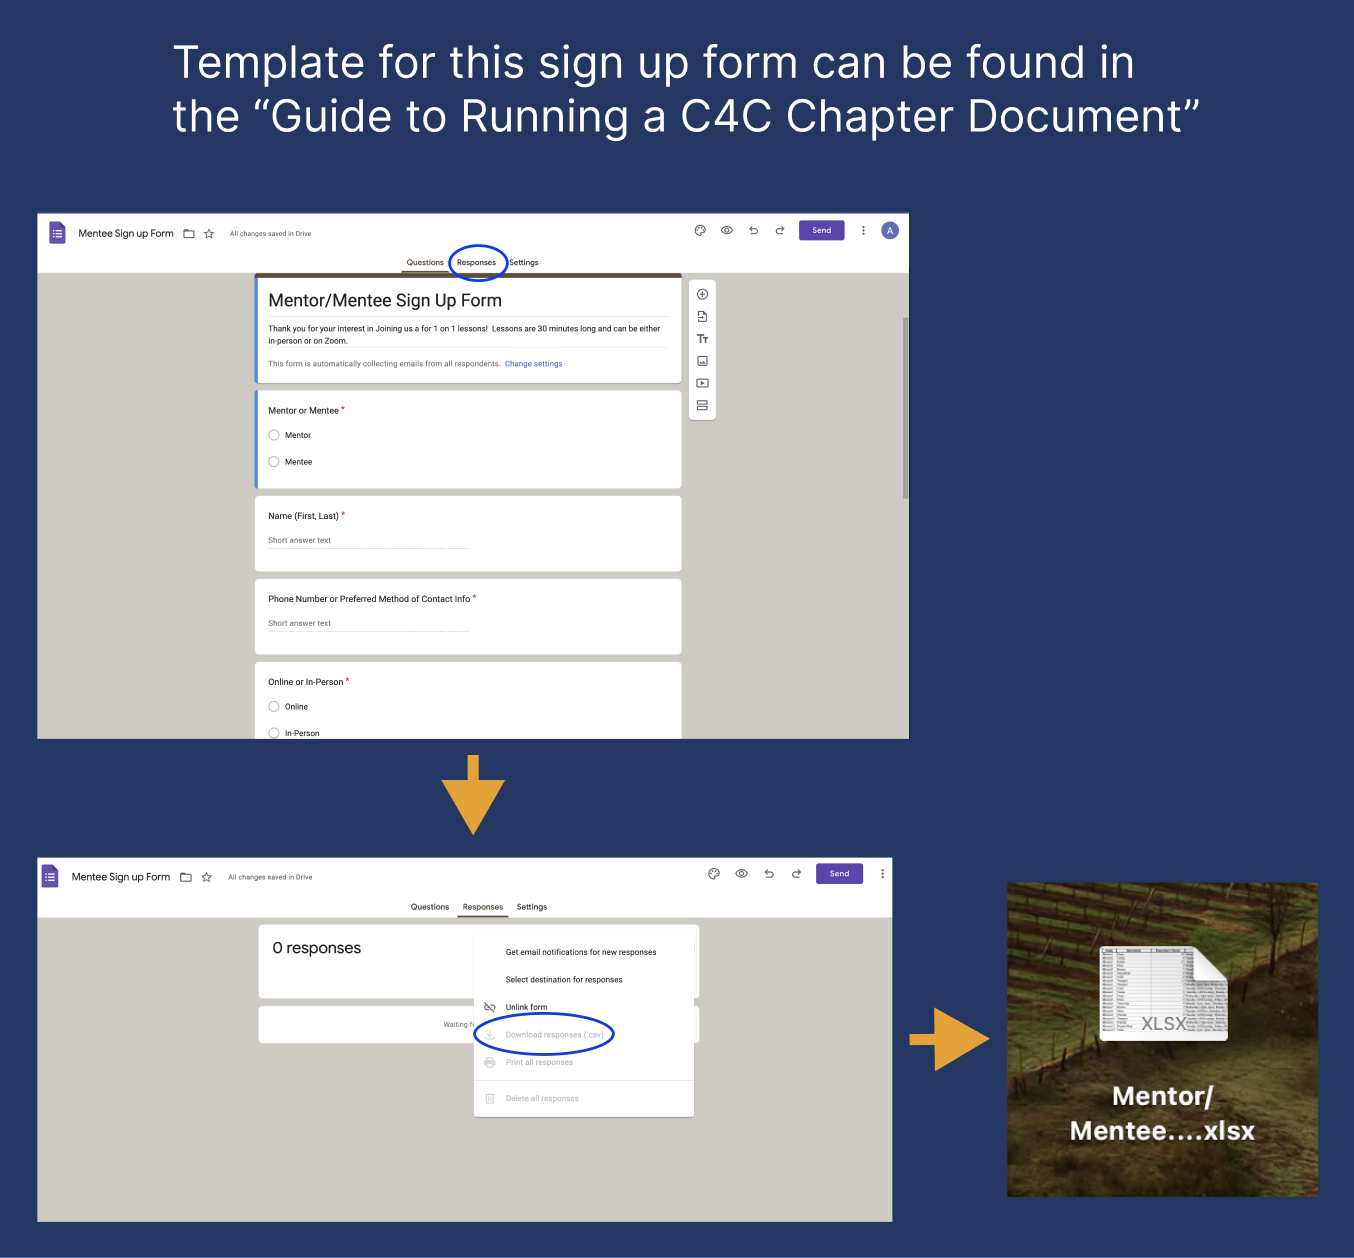 Template for this sign up form can be found in
the “Guide to Running a C4C Chapter Document”
Mentee Sign up Form
All changes saved in Drive
Send
A
Questions
Responses
Settings
Mentor/Mentee Sign Up Form
Thank you for your interest in Joining us a for 1 on 1 lessons! Lessons are 30 minutes long and can be either
in-person or on Zoom.
This form is automatically collecting emails from all respondents. Change settings
Mentor or Mentee *
Mentor
Mentee
Name (First, Last) *
Short answer text
Phone Number or Preferred Method of Contact Info *
Short answer text
Online or In-Person *
Online
In-Person
Mentee Sign up Form
All changes saved in Drive
Send
Questions
Responses
Settings
0 responses
Waiting
Get email notifications for new responses
Select destination for responses
Unlink form
Download responses (.csv)
Print all responses
Delete all responses
XLSX
Mentor/
Mentee....xlsx